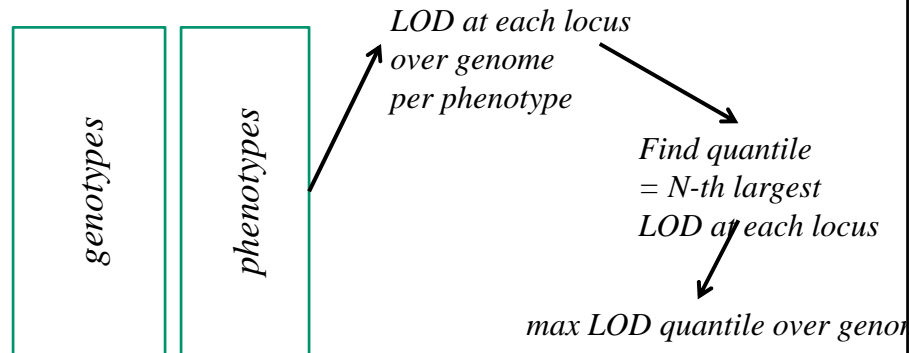 genotypes
phenotypes
LOD at each locus
over genome
per phenotype
Find quantile
= N-th largest
LOD at each locus
max LOD quantile over genom